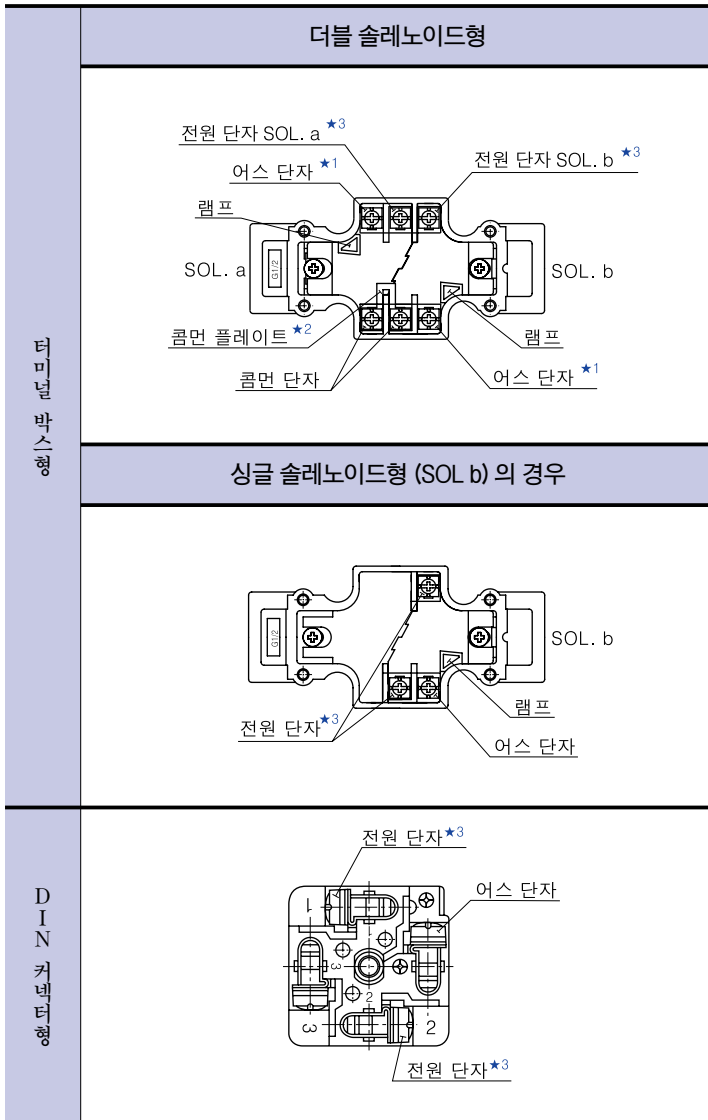 더블 솔레노이드형
터미널 박스형
전원 단자 SOL. a ★3
어스 단자 ★1
전원 단자 SOL. b ★3
램프
SOL. a
G1/2
SOL. b
콤먼 플레이트 ★2
램프
콤먼 단자
어스 단자 ★1
싱글 솔레노이드형 (SOL b) 의 경우
G1/2
SOL. b
램프
전원 단자★3
어스 단자
DIN 커넥터형
전원 단자★3
어스 단자
1
1
3
2
3
2
전원 단자★3